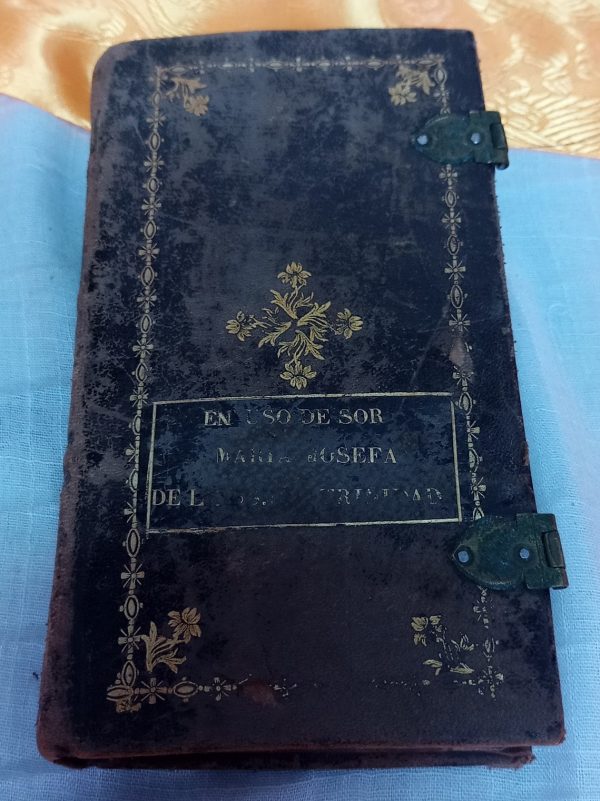 EN USO DE SOR
MARIA JOSEFA
DE TRINIDAD